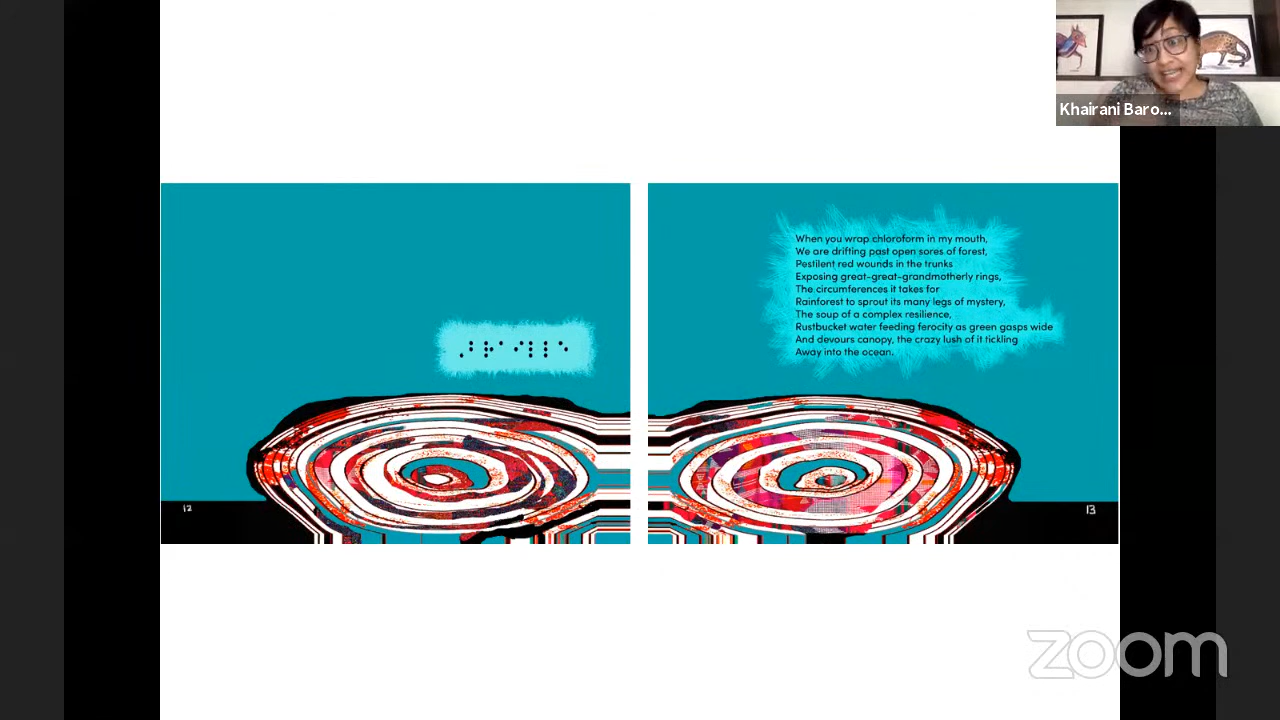 Khairani Baro...
When you wrap chloroform in my mouth,
We are drifting past open sores of forest,
Pestilent red wounds in the trunks
Exposing great-great-grandmotherly rings,
The circumferences it takes for
Rainforest to sprout its many legs of mystery,
The soup of a complex resilience,
Rustbucket water feeding ferocity as green gasps wide
And devours canopy, the crazy lush of it tickling
Away into the ocean.
12
13
zoom